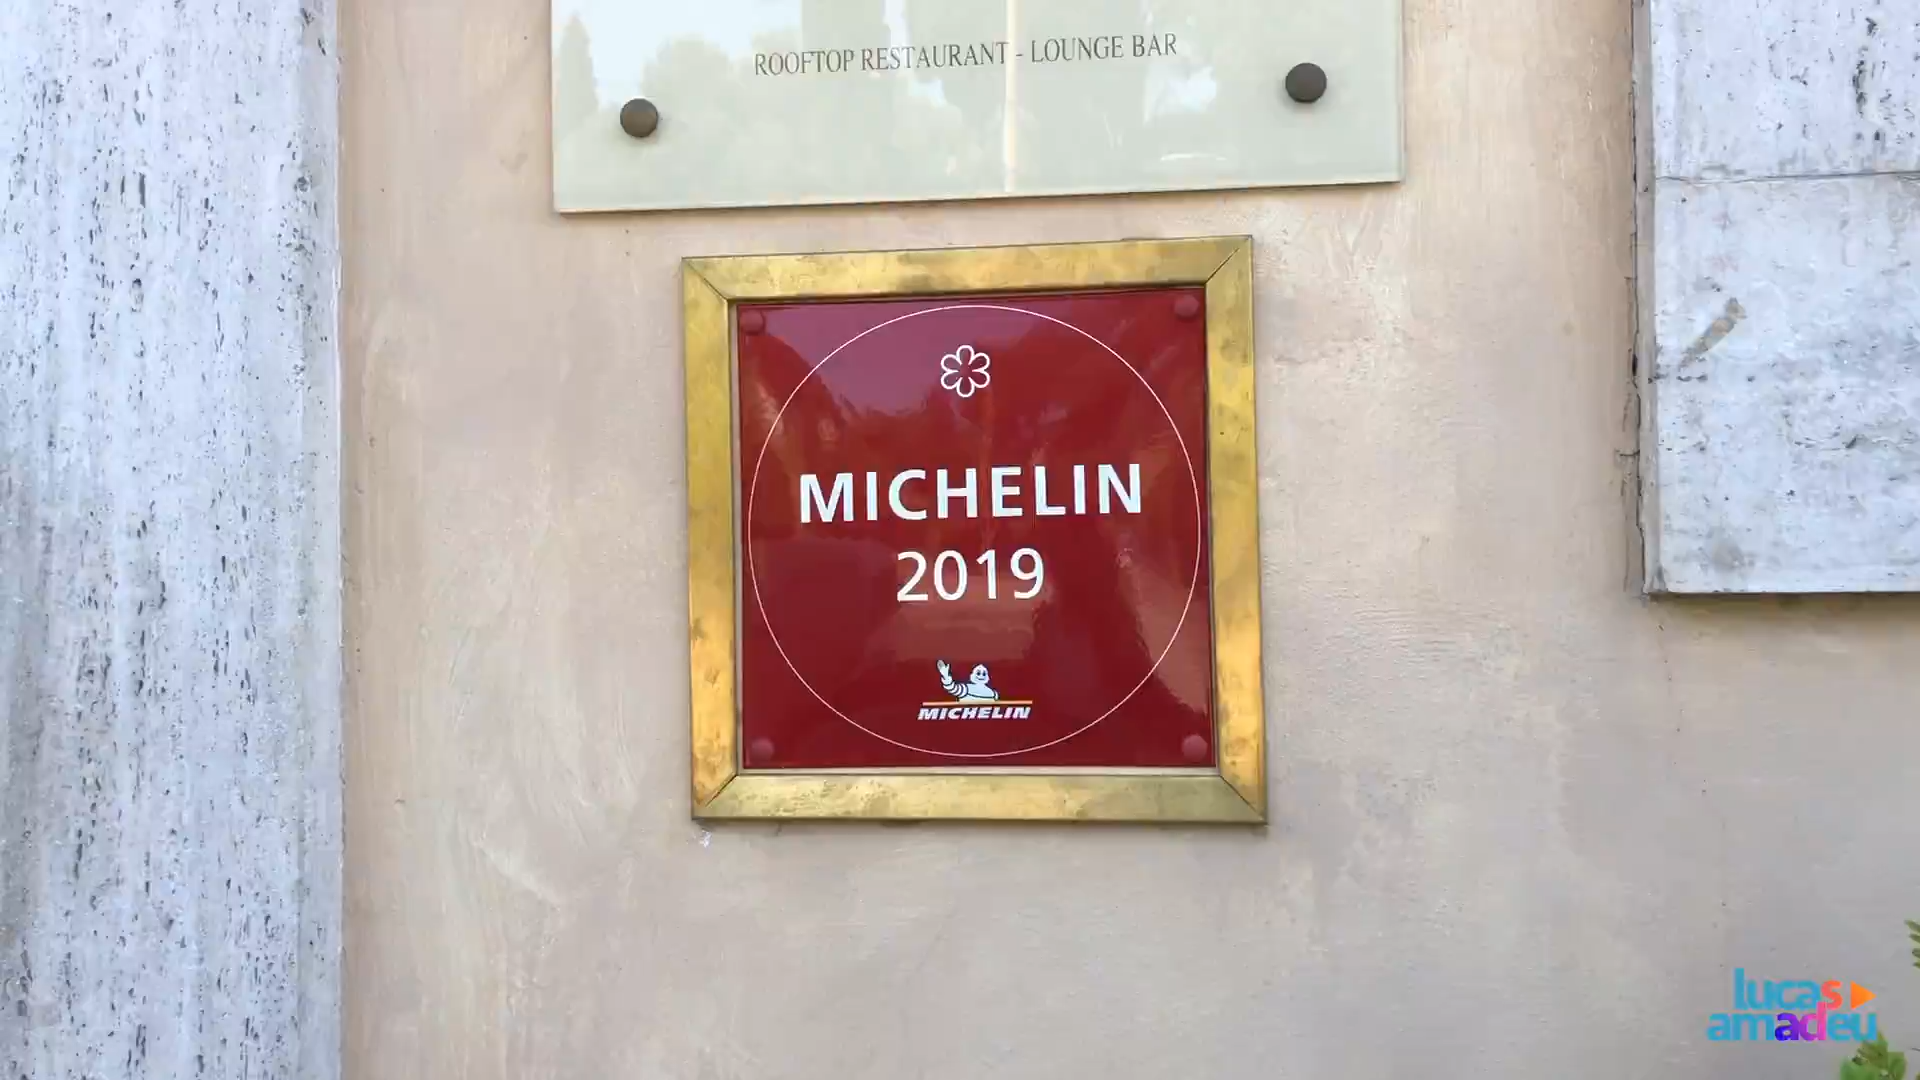 ROOFTOP RESTAURANT - LOUNGE BAR
MICHELIN
2019
MICHELIN
lucas
amadeu